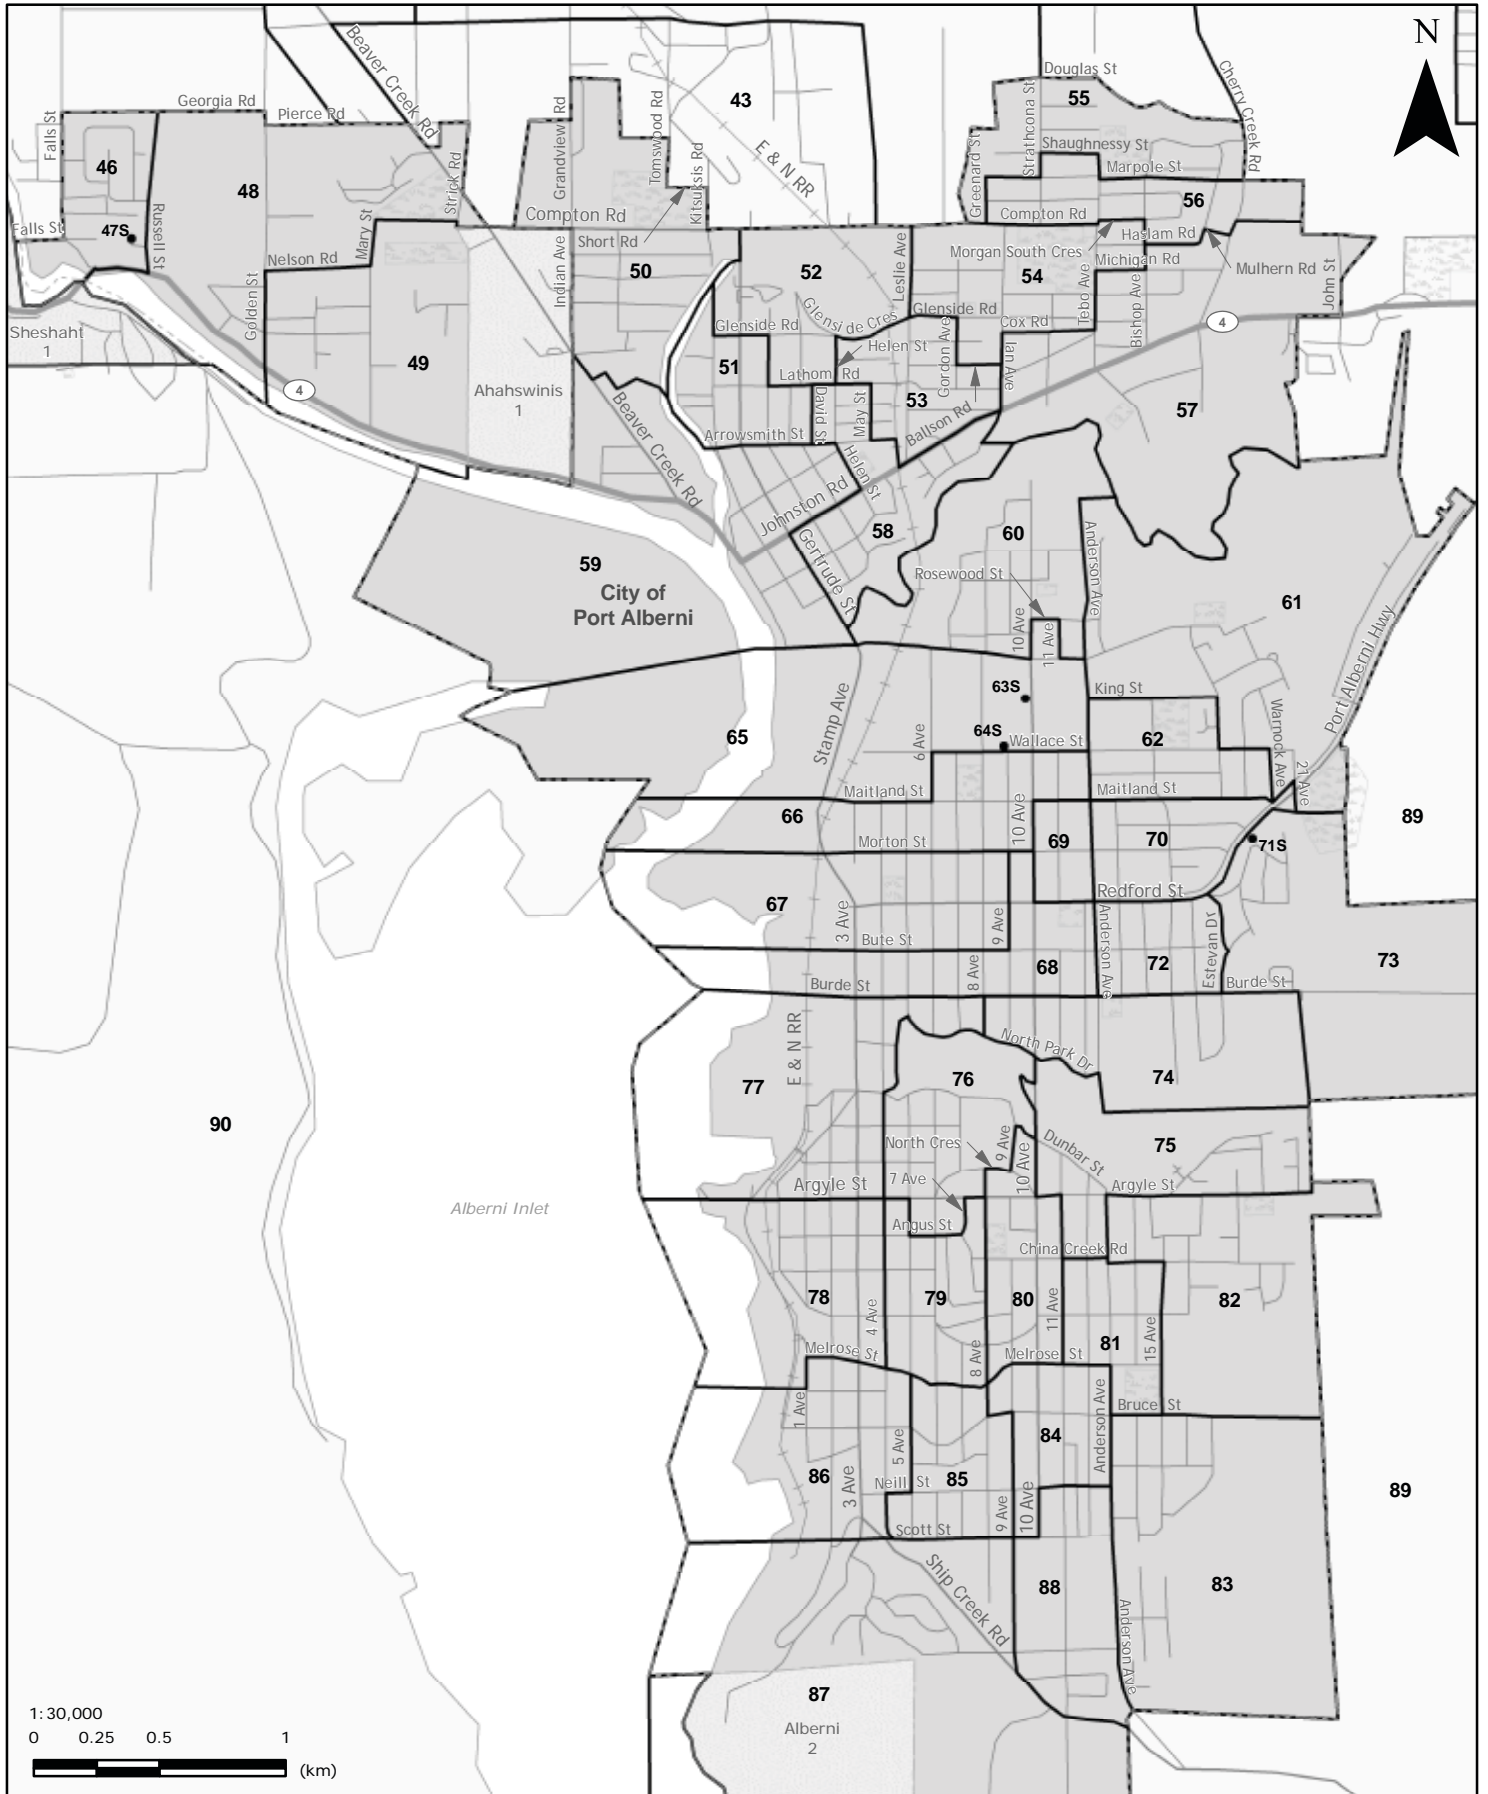 N
Douglas St
55
Cherry Creek Rd
Beaver Creek Rd
43
Georgia Rd
Pierce Rd
Falls St
46
48
Grandview Rd
Tomswood Rd
Kitsuksis Rd
E & N RR
Strathcona St
Greenard St
Shaughnessy St
Marpole St
56
Strick Rd
Compton Rd
Compton Rd
Falls St
47S
Russell St
Mary St
Short Rd
Haslam Rd
Morgan South Cres
Michigan Rd
Mulhern Rd
Nelson Rd
Golden St
Indian Ave
50
52
Leslie Ave
54
Tebo Ave
Bishop Ave
John St
Sheshaht
1
Glenside Cres
Glenside Rd
Glenside Rd
Cox Rd
4
Helen St
Gordon Ave
Ian Ave
49
51
Lathom Rd
Ahahswinis
1
4
53
57
David St
May St
Ballson Rd
Arrowsmith St
Beaver Creek Rd
Helen St
Johnston Rd
58
60
Gertrude St
Anderson Ave
59
City of
Port Alberni
Rosewood St
61
10 Ave
11 Ave
Port Alberni Hwy
63S
King St
Stamp Ave
65
64S
Wallace St
6 Ave
62
Warnock Ave
21 Ave
Maitland St
Maitland St
66
10 Ave
89
Morton St
69
70
71S
Redford St
67
3 Ave
9 Ave
Anderson Ave
Estevan Dr
Bute St
68
72
73
8 Ave
Burde St
Burde St
E & N RR
North Park Dr
77
76
74
90
North Cres
9 Ave
10 Ave
Dunbar St
75
7 Ave
Argyle St
Argyle St
Alberni Inlet
Angus St
China Creek Rd
78
4 Ave
79
80
11 Ave
82
81
15 Ave
Melrose St
8 Ave
Melrose St
1 Ave
Anderson Ave
Bruce St
5 Ave
84
86
3 Ave
Neill St
85
9 Ave
10 Ave
89
Scott St
Ship Creek Rd
88
83
Anderson Ave
87
Alberni
2
1:30,000
0 0.25 0.5 1
(km)